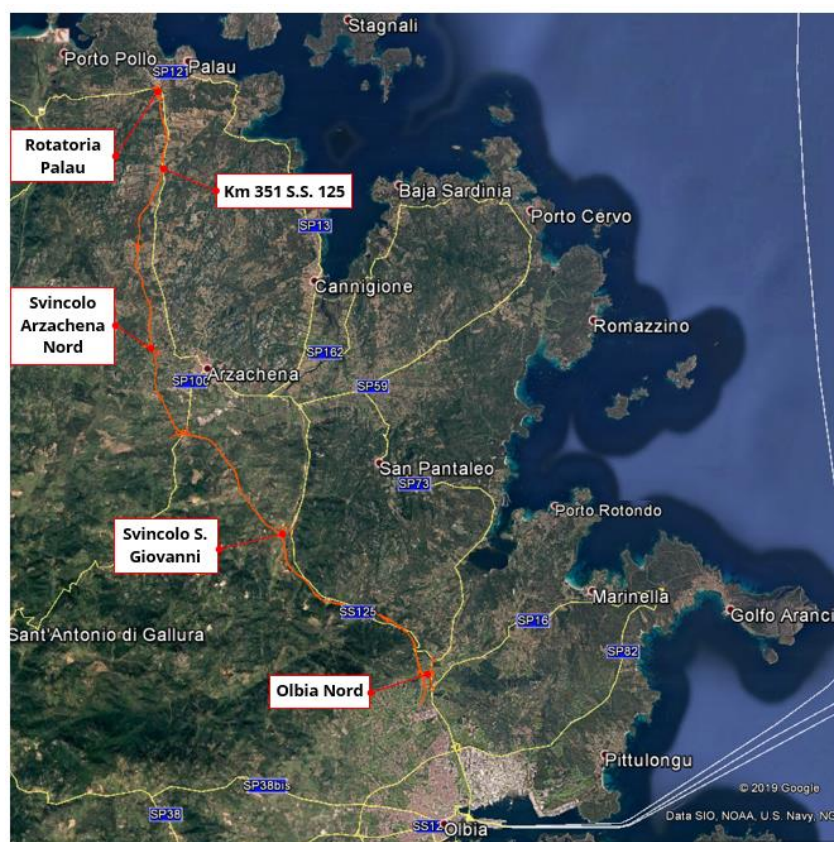 Stagnali
Porto Pollo
Palau
SP121
Rotatoria
Palau
Km 351 S.S. 125
Baja Sardinia
Porto Cervo
SP13
Cannigione
Svincolo
Arzachena
Nord
Romazzino
SP162
Arzachena
SP100
SP59
San Pantaleo
SP73
Porto Rotondo
Svincolo S.
Giovanni
Marinella
SS125
SP16
Golfo Aranci
Sant'Antonio di Gallura
SP82
Olbia Nord
Pittulongu
SP38bis
© 2019 Google
SP38
Data SIO, NOAA, U.S. Navy, NG
SS12
Olbia